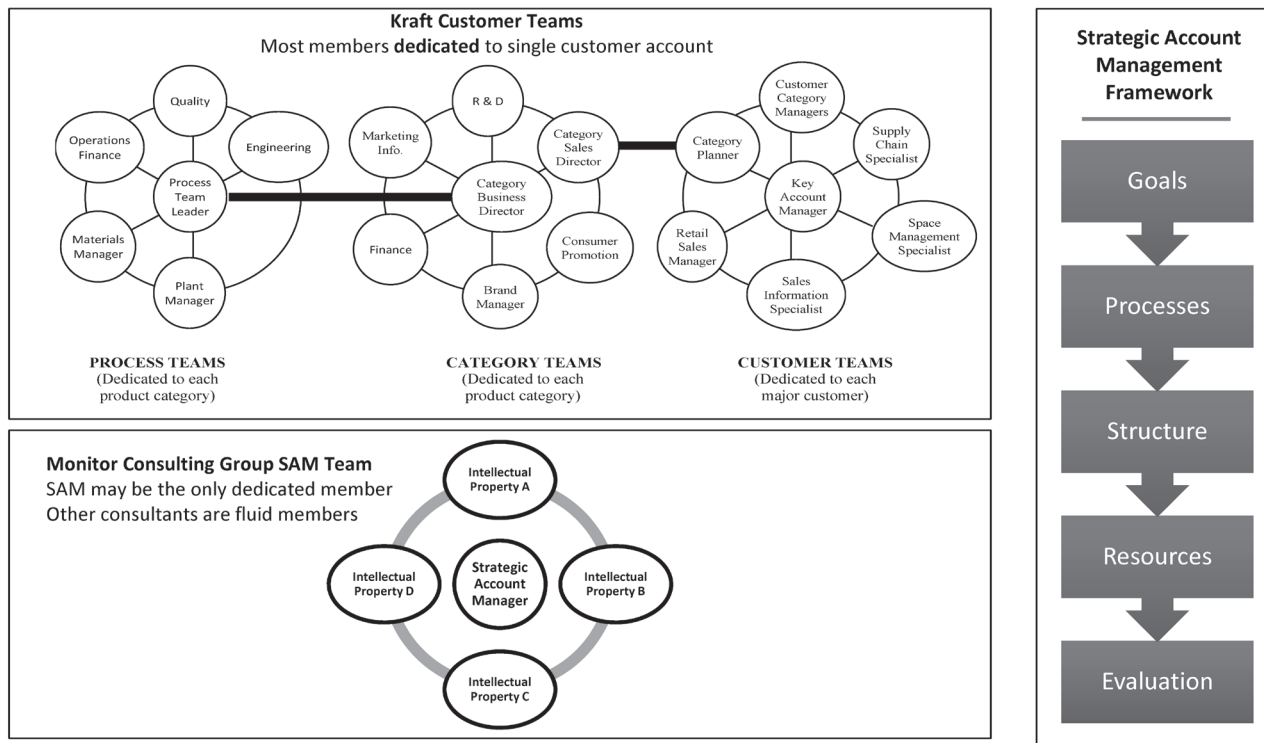 Kraft Customer Teams
Most members dedicated to single customer account
Quality
Operations
Finance
Engineering
Process
Team
Leader
Materials
Manager
Plant
Manager
PROCESS TEAMS
(Dedicated to each
product category)
R & D
Marketing
Info.
Category
Sales
Director
Category
Business
Director
Finance
Consumer
Promotion
Brand
Manager
CATEGORY TEAMS
(Dedicated to each
product category)
Customer
Category
Managers
Category
Planner
Supply
Chain
Specialist
Key
Account
Manager
Retail
Sales
Manager
Space
Management
Specialist
Sales
Information
Specialist
CUSTOMER TEAMS
(Dedicated to each
major customer)
Monitor Consulting Group SAM Team
SAM may be the only dedicated member
Other consultants are fluid members
Intellectual
Property A
Intellectual
Property D
Strategic
Account
Manager
Intellectual
Property B
Intellectual
Property C
Strategic Account
Management
Framework
Goals
Processes
Structure
Resources
Evaluation